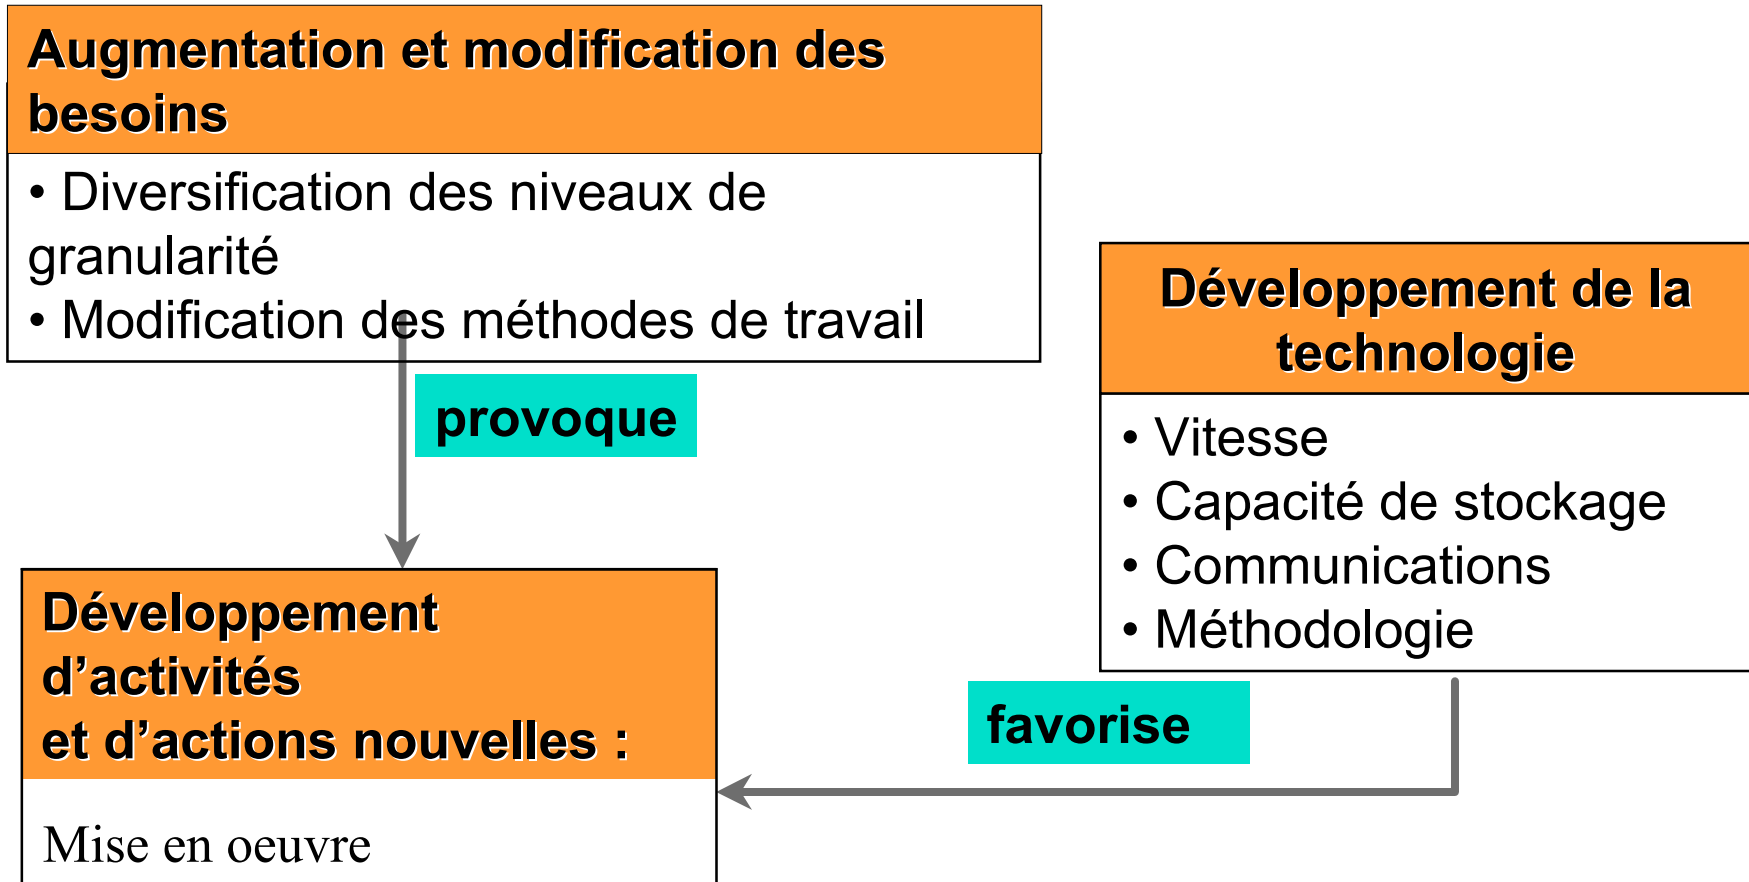 Augmentation et modification des
besoins
• Diversification des niveaux de
granularité
• Modification des méthodes de travail
provoque
Développement de la
technologie
• Vitesse
• Capacité de stockage
• Communications
• Méthodologie
favorise
Développement
d’activités
et d’actions nouvelles :
Mise en oeuvre